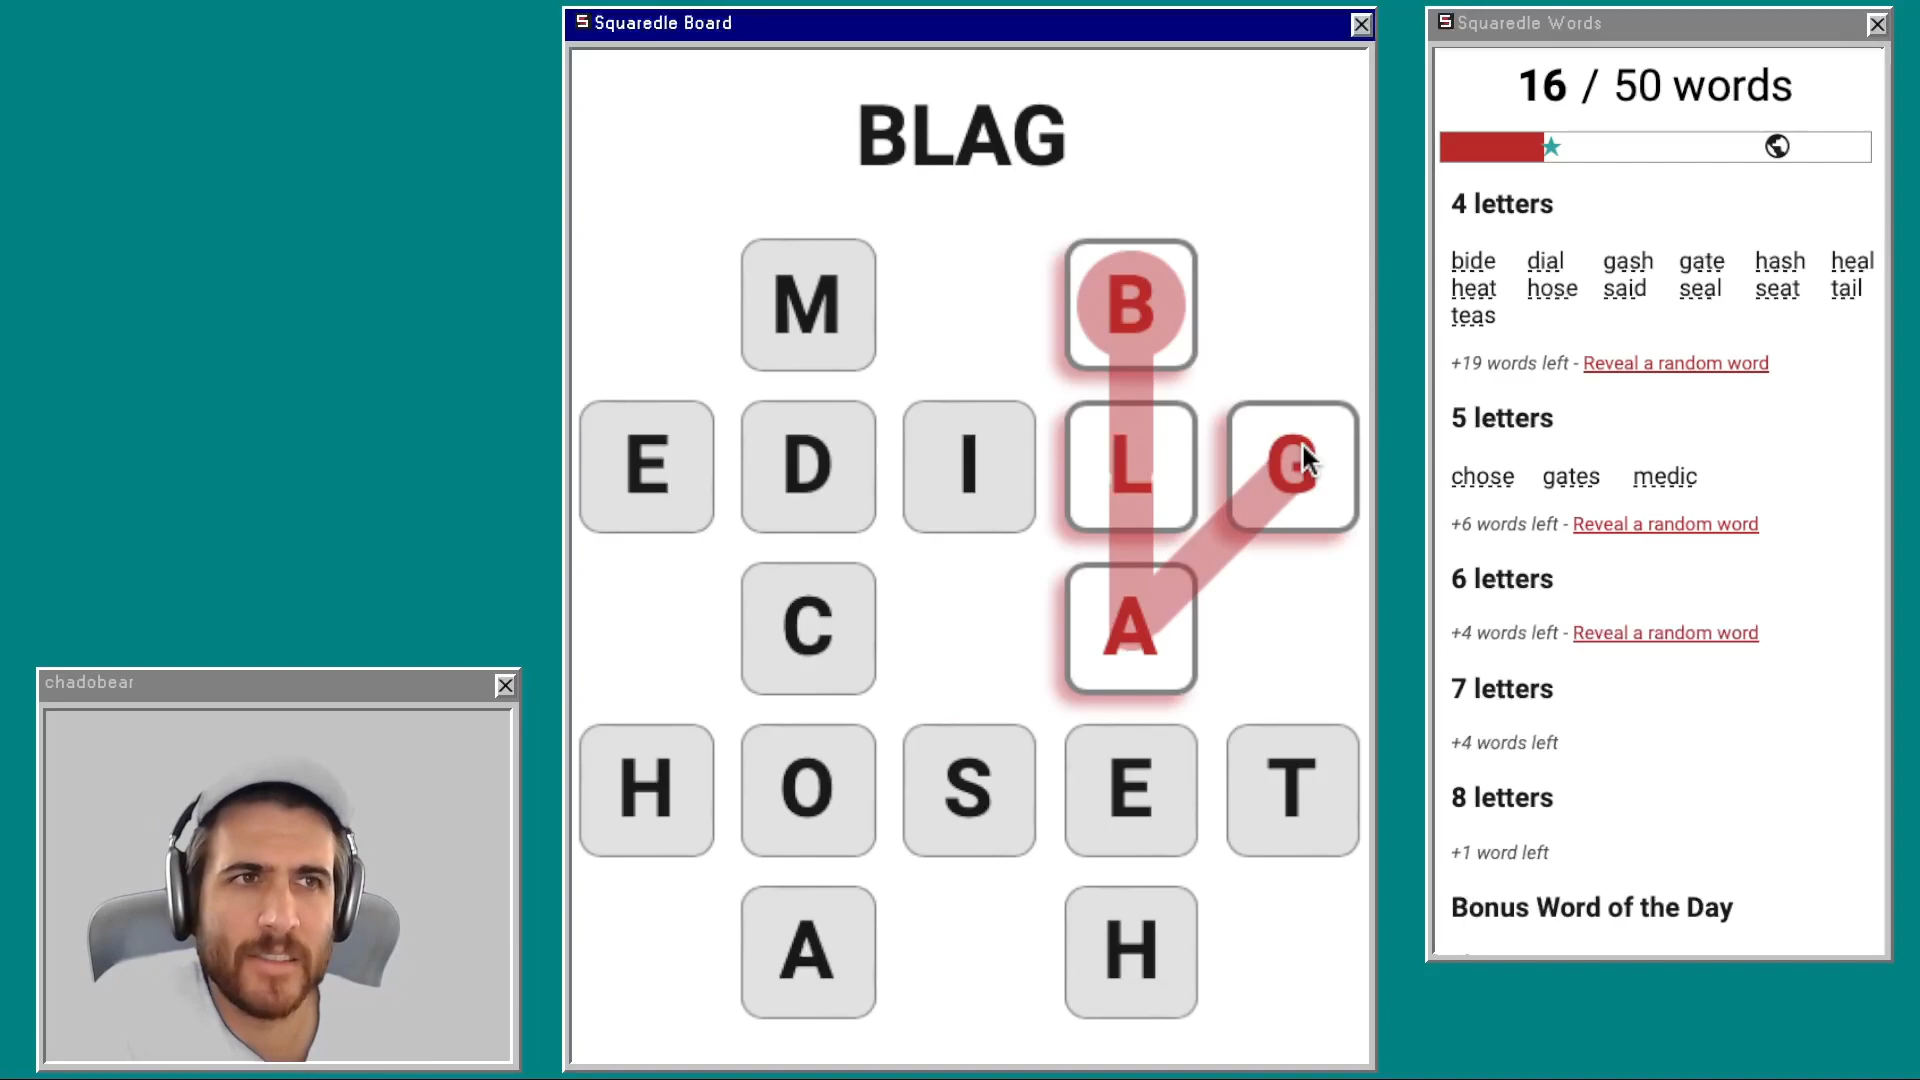 Squaredle Board
BLAG
M B
E D I L G
C A
H O S E T
A H
Squaredle Words
16 / 50 words
4 letters
bide dial gash gate hash heal
heat hose said seal seat tail
teas
+19 words left - Reveal a random word
5 letters
chose gates medic
+6 words left - Reveal a random word
6 letters
+4 words left - Reveal a random word
7 letters
+4 words left
8 letters
+1 word left
Bonus Word of the Day
chadobear